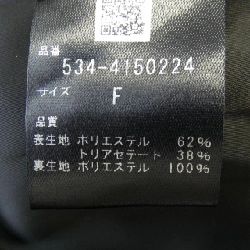 品番
534-4150224
サイズ F
品質
表生地 ポリエステル 62%
トリアセテート 38%
裏生地 ポリエステル 100%